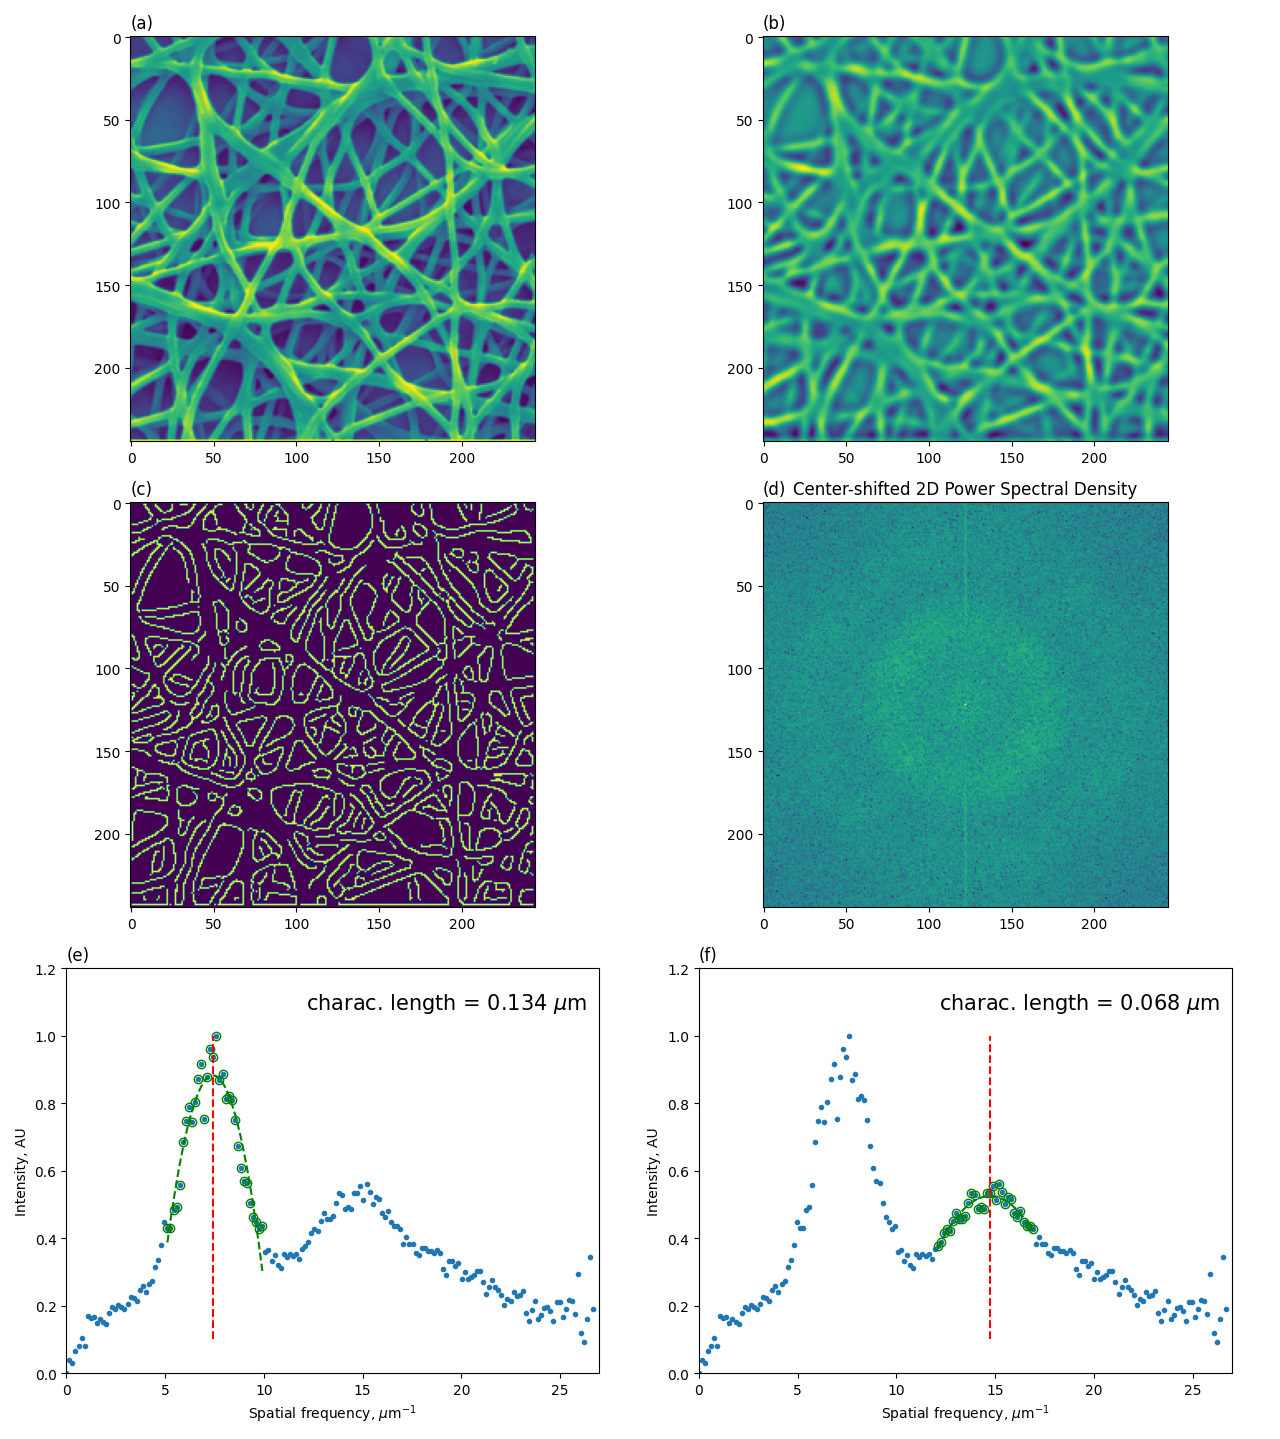 (a)
0
50
100
150
200
0 50 100 150 200
(b)
0
50
100
150
200
0 50 100 150 200
(c)
0
50
100
150
200
0 50 100 150 200
(d) Center-shifted 2D Power Spectral Density
0
50
100
150
200
0 50 100 150 200
(e)
charac. length = 0.134 μm
Intensity, AU
1.2
1.0
0.8
0.6
0.4
0.2
0.0
0 5 10 15 20 25
Spatial frequency, μm⁻¹
(f)
charac. length = 0.068 μm
Intensity, AU
1.2
1.0
0.8
0.6
0.4
0.2
0.0
0 5 10 15 20 25
Spatial frequency, μm⁻¹